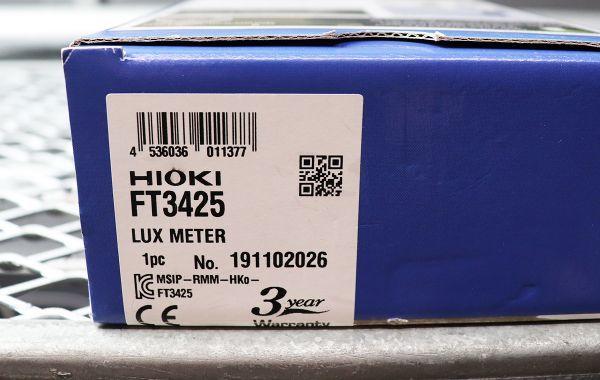 4 536036 011377
HIOKI
FT3425
LUX METER
1pc No. 191102026
MSIP-RMM-HKo-
FT3425
CE
3 year
Warranty